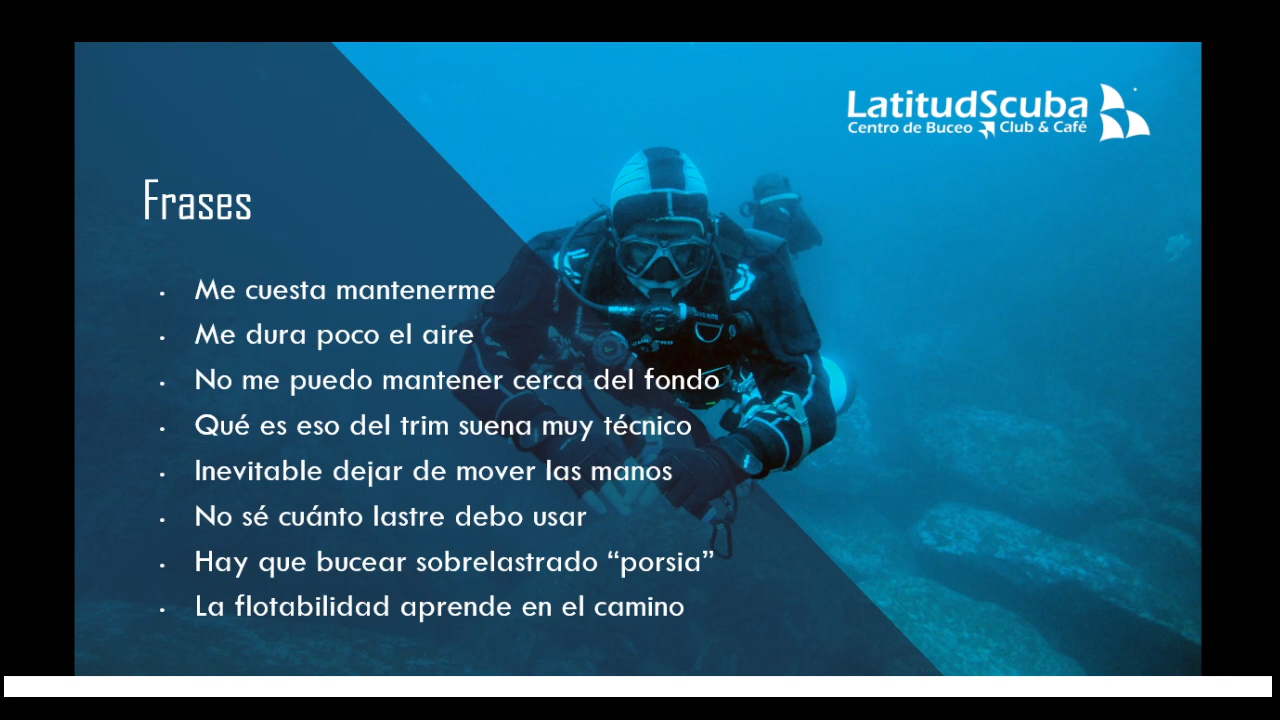 LatitudScuba
Centro de Buceo Club & Café
Frases
• Me cuesta mantenerme
• Me dura poco el aire
• No me puedo mantener cerca del fondo
• Qué es eso del trim suena muy técnico
• Inevitable dejar de mover las manos
• No sé cuánto lastre debo usar
• Hay que bucear sobrelastrado “porsia”
• La flotabilidad aprende en el camino